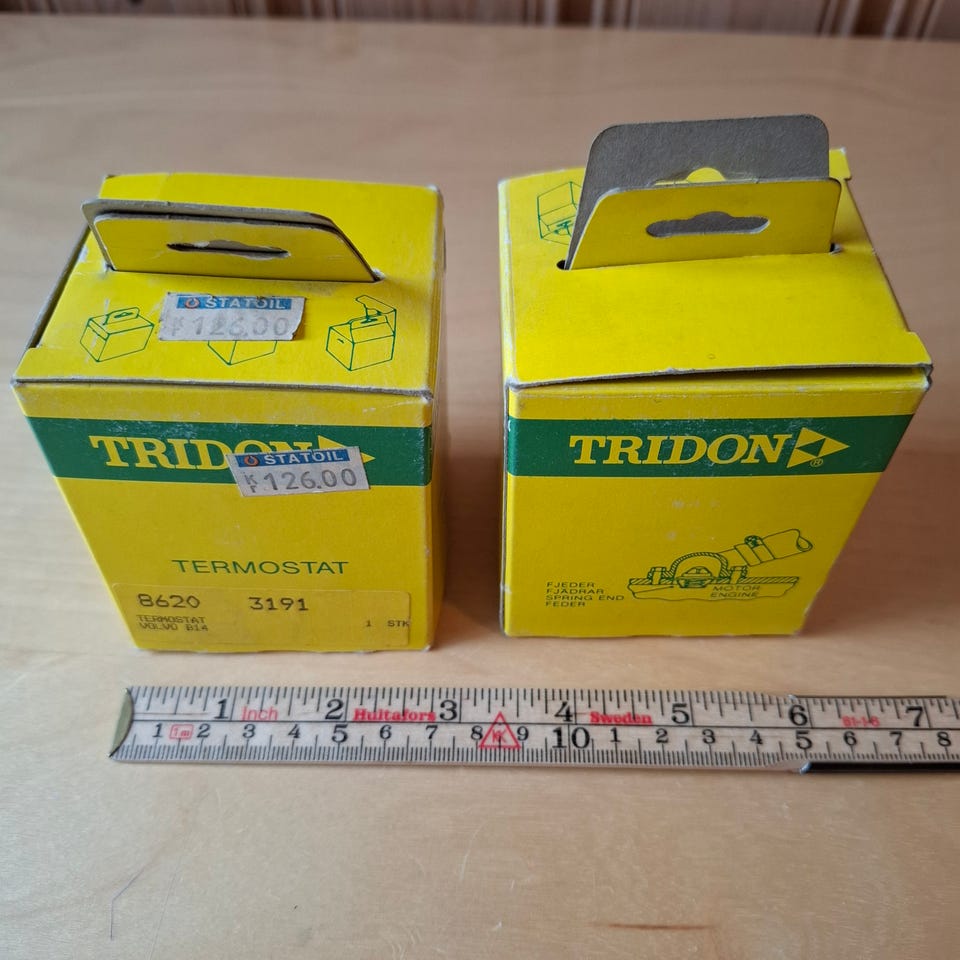 STATOIL
126.00
TRIDON
STATOIL
KF 126.00
TERMOSTAT
8620 3191
TERMOSTAT
VOLVO B14
1 STK
TRIDON ®
FJEDER
FJÄDRAR
SPRING END
FEDER
MOTOR
ENGINE
1 Inch 2 Hultafors 3 4 Sweden 5 6 7
1 1m 2 3 4 5 6 7 8 9 10 1 2 3 4 5 6 7 8